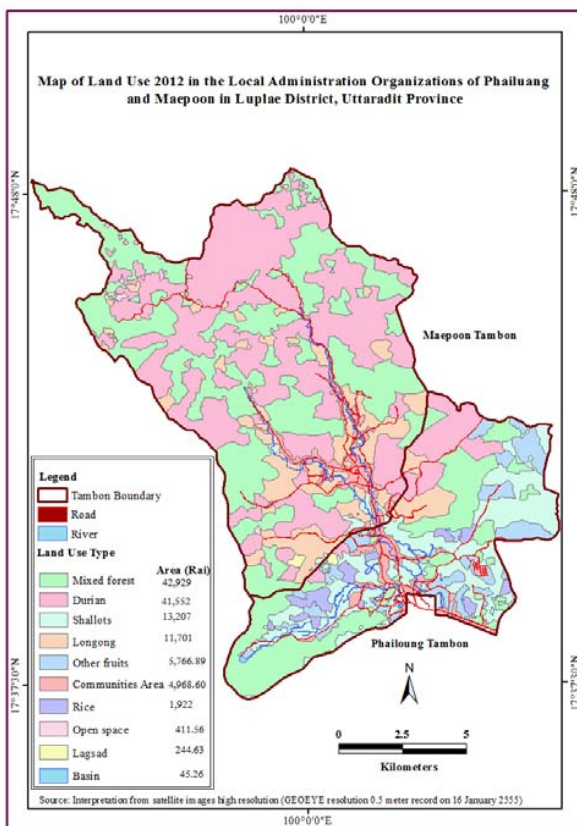 100°0'0"E
Map of Land Use 2012 in the Local Administration Organizations of Phailuang
and Maepoon in Luplae District, Uttaradit Province
17°48'0"N
17°48'0"N
Maepoon Tambon
Legend
Tambon Boundary
Road
River
Land Use Type
Area (Rai)
Mixed forest 42,929
Durian 41,552
Shallots 13,207
Longong 11,701
Other fruits 5,766.89
Communities Area 4,968.60
Rice 1,922
Open space 411.56
Lagsad 244.63
Basin 45.26
Phailoung Tambon
N
17°37'30"N
17°37'30"N
0 2.5 5
Kilometers
Source: Interpretation from satellite images high resolution (GEOEYE resolution 0.5 meter record on 16 January 2555)
100°0'0"E